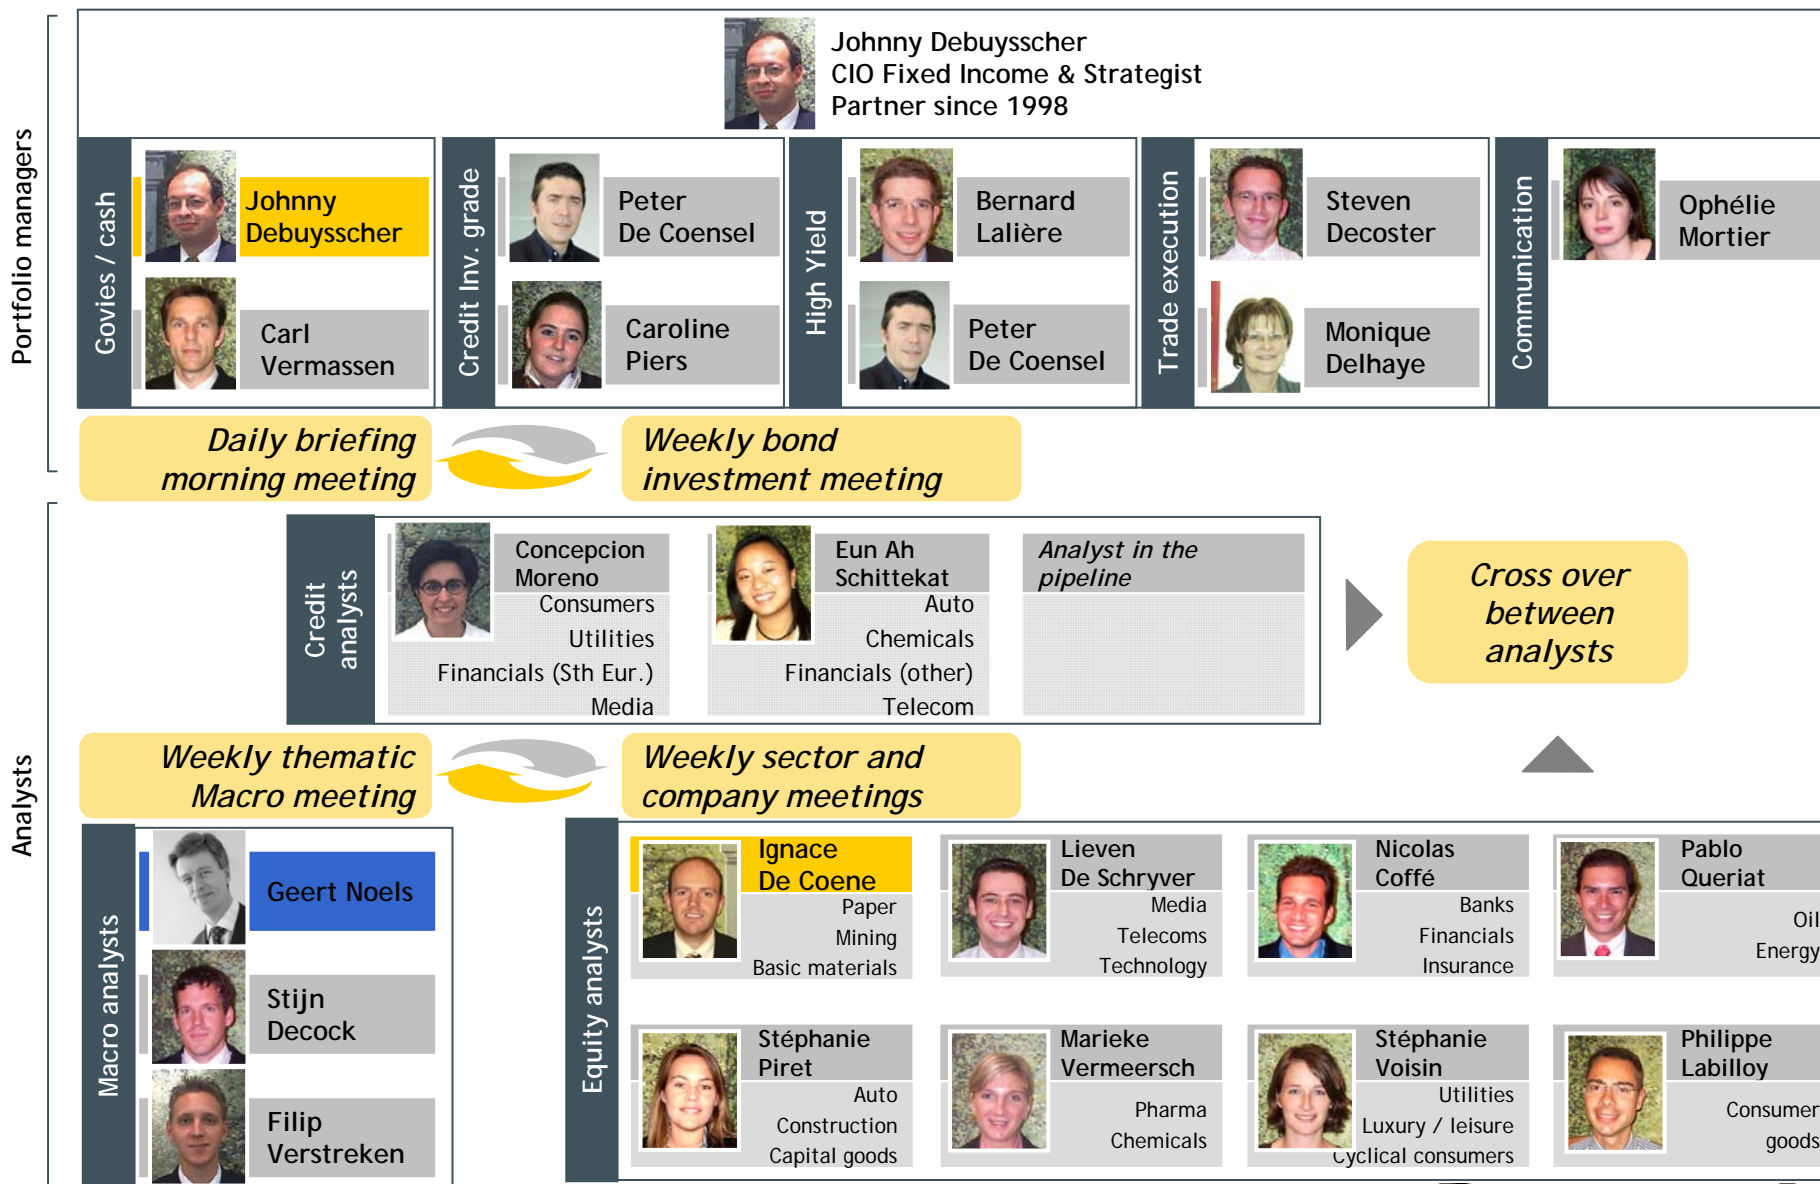 Portfolio managers
Johnny Debuysscher
CIO Fixed Income & Strategist
Partner since 1998
Govies / cash
Johnny
Debuysscher
Carl
Vermassen
Credit Inv. grade
Peter
De Coensel
Caroline
Piers
High Yield
Bernard
Lalière
Peter
De Coensel
Trade execution
Steven
Decoster
Monique
Delhaye
Communication
Ophélie
Mortier
Daily briefing
morning meeting
Weekly bond
investment meeting
Analysts
Credit
analysts
Concepcion
Moreno
Consumers
Utilities
Financials (Sth Eur.)
Media
Eun Ah
Schittekat
Auto
Chemicals
Financials (other)
Telecom
Analyst in the
pipeline
Cross over
between
analysts
Weekly thematic
Macro meeting
Weekly sector and
company meetings
Macro analysts
Geert Noels
Stijn
Decock
Filip
Verstreken
Equity analysts
Ignace
De Coene
Paper
Mining
Basic materials
Lieven
De Schryver
Media
Telecoms
Technology
Nicolas
Coffé
Banks
Financials
Insurance
Pablo
Queriat
Oil
Energy
Stéphanie
Piret
Auto
Construction
Capital goods
Marieke
Vermeersch
Pharma
Chemicals
Stéphanie
Voisin
Utilities
Luxury / leisure
Cyclical consumers
Philippe
Labilloy
Consumer
goods